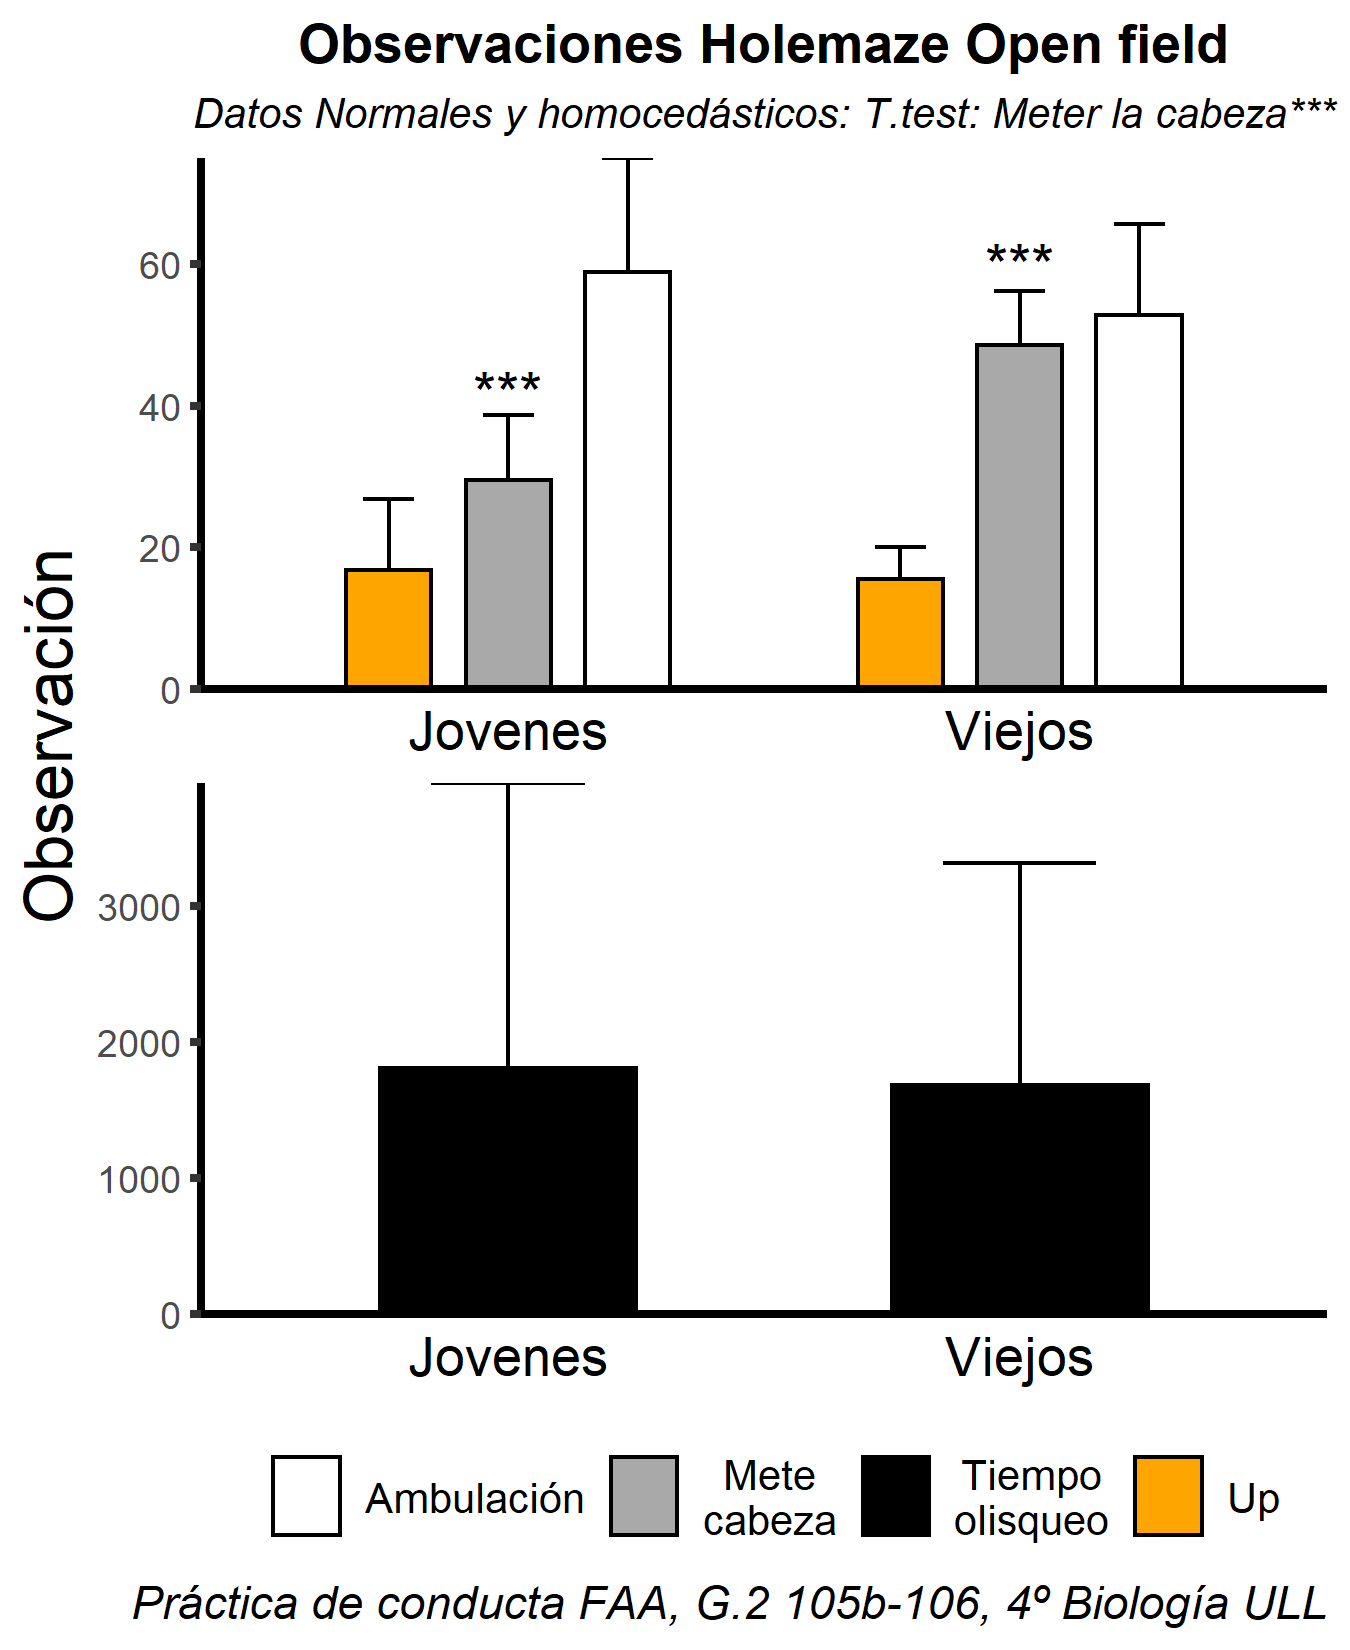 Observaciones Holemaze Open field
Datos Normales y homocedásticos: T.test: Meter la cabeza***
Observación
60
40
20
0
***
***
Jovenes
Viejos
3000
2000
1000
0
Jovenes
Viejos
Ambulación
Mete
cabeza
Tiempo
olisqueo
Up
Práctica de conducta FAA, G.2 105b-106, 4º Biología ULL